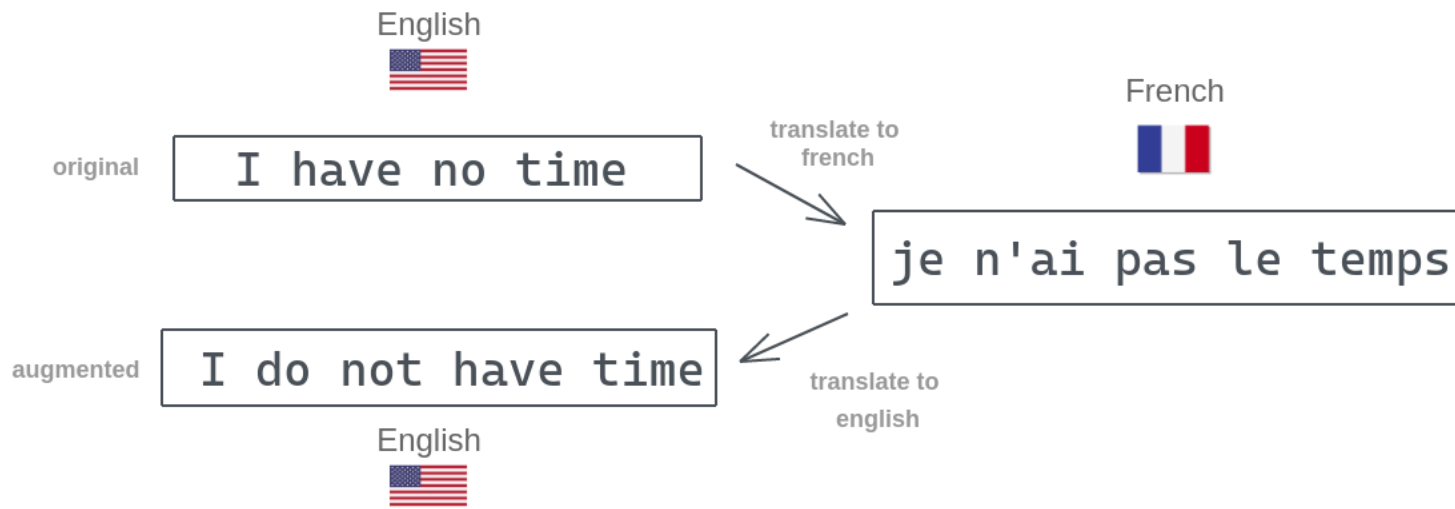 English
original
I have no time
translate to
french
French
je n'ai pas le temps
translate to
english
augmented
I do not have time
English